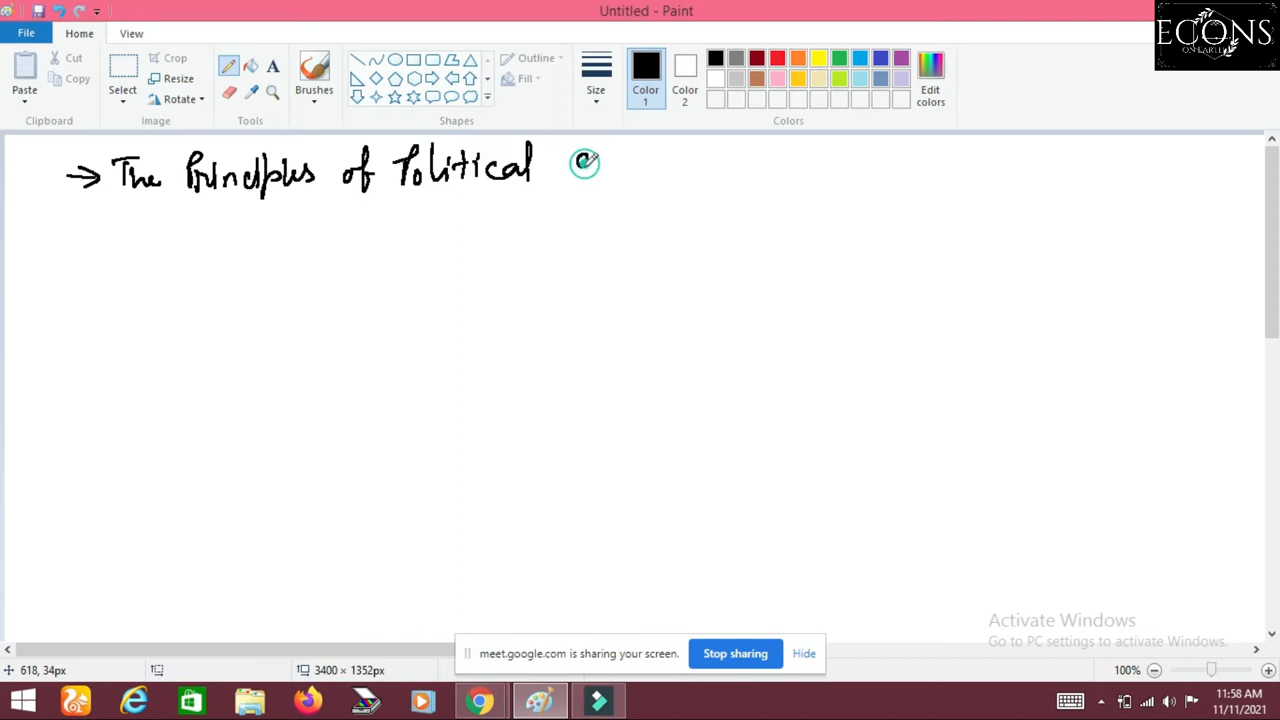 Untitled - Paint
ECONS
ON EARTH
File
Home
View
Paste
Cut
Copy
Clipboard
Select
Crop
Resize
Rotate
Image
Tools
Brushes
Shapes
Outline
Fill
Size
Color 1
Color 2
Edit colors
Colors
→ The Principles of Political
Activate Windows
Go to PC settings to activate Windows.
meet.google.com is sharing your screen.
Stop sharing
Hide
618, 34px
3400 × 1352px
100%
11:58 AM
11/11/2021